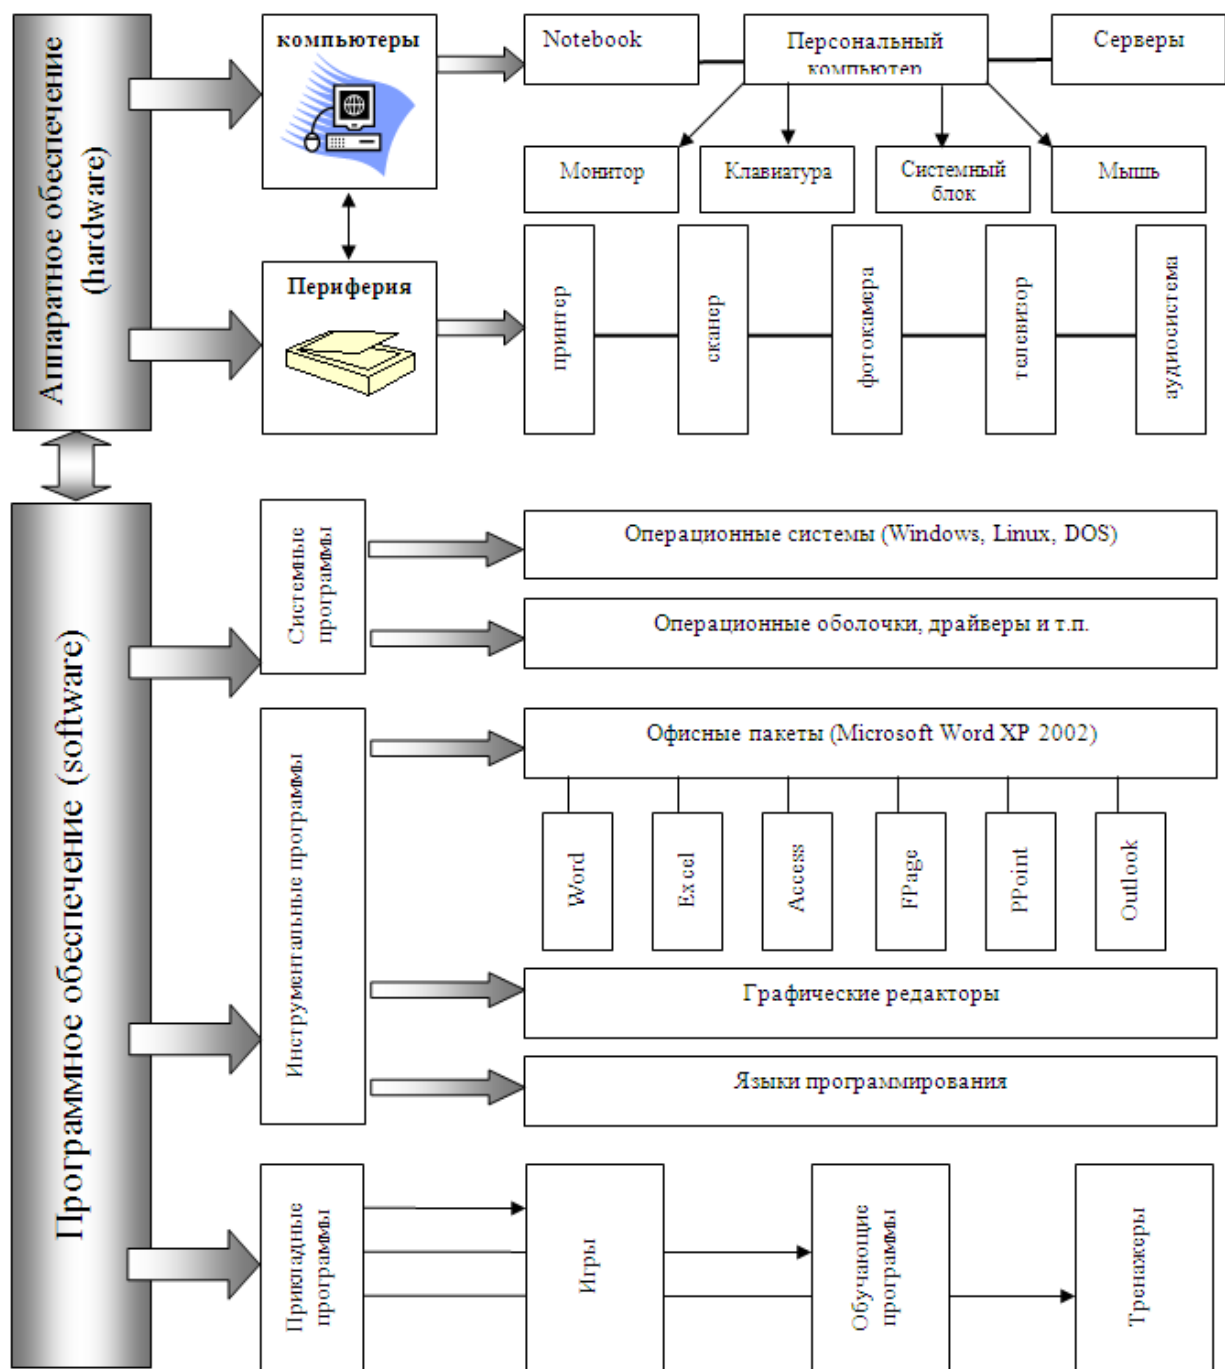 Аппаратное обеспечение
(hardware)
компьютеры
Notebook
Персональный
компьютер
Серверы
Монитор
Клавиатура
Системный
блок
Мышь
Периферия
принтер
сканер
фотокамера
телевизор
аудиосистема
Программное обеспечение (software)
Системные
программы
Операционные системы (Windows, Linux, DOS)
Операционные оболочки, драйверы и т.п.
Инструментальные программы
Офисные пакеты (Microsoft Word XP 2002)
Word
Excel
Access
FPage
PPoint
Outlook
Графические редакторы
Языки программирования
Прикладные
программы
Игры
Обучающие
программы
Тренажеры